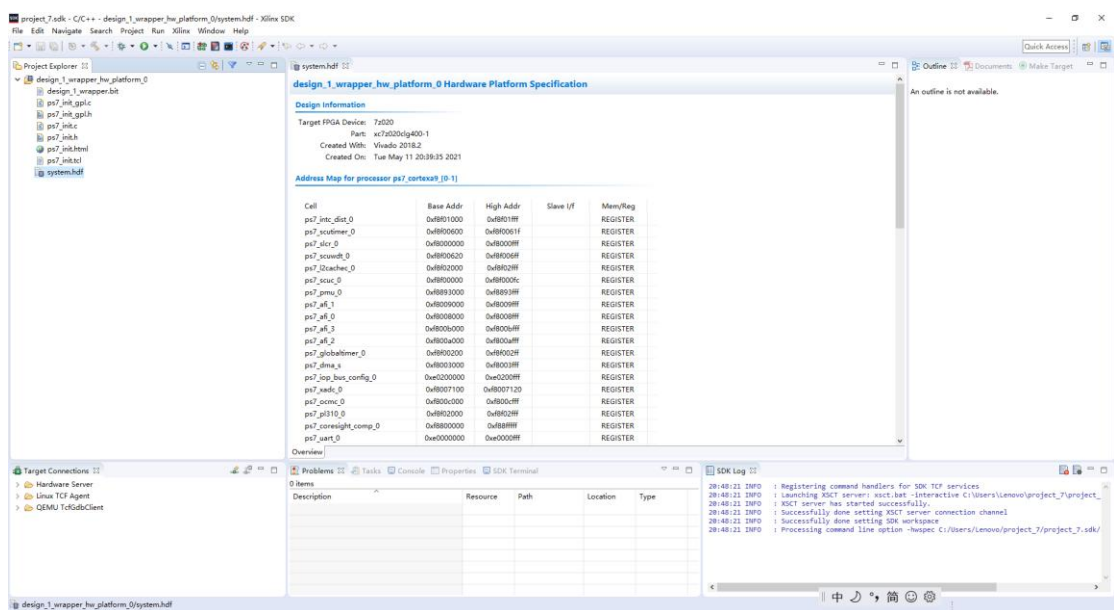 project_7.sdk - C/C++ - design_1_wrapper_hw_platform_0/system.hdf - Xilinx SDK
File Edit Navigate Search Project Run Xilinx Window Help
Quick Access
Project Explorer
design_1_wrapper_hw_platform_0
design_1_wrapper.bit
ps7_init_gpl.c
ps7_init_gpl.h
ps7_init.c
ps7_init.h
ps7_init.html
ps7_init.tcl
system.hdf
system.hdf
design_1_wrapper_hw_platform_0 Hardware Platform Specification
Design Information
Target FPGA Device: 7z020
Part: xc7z020clg400-1
Created With: Vivado 2018.2
Created On: Tue May 11 20:39:35 2021
Address Map for processor ps7_cortexa9_[0-1]
Cell Base Addr High Addr Slave I/f Mem/Reg
ps7_intc_dist_0 0xf8f01000 0xf8f01fff REGISTER
ps7_scutimer_0 0xf8f00600 0xf8f0061f REGISTER
ps7_slcr_0 0xf8000000 0xf8000fff REGISTER
ps7_scuwdt_0 0xf8f00620 0xf8f006ff REGISTER
ps7_l2cachec_0 0xf8f02000 0xf8f02fff REGISTER
ps7_scuc_0 0xf8f00000 0xf8f000fc REGISTER
ps7_pmu_0 0xf8893000 0xf8893fff REGISTER
ps7_afi_1 0xf8009000 0xf8009fff REGISTER
ps7_afi_0 0xf8008000 0xf8008fff REGISTER
ps7_afi_3 0xf800b000 0xf800bfff REGISTER
ps7_afi_2 0xf800a000 0xf800afff REGISTER
ps7_globaltimer_0 0xf8f00200 0xf8f002ff REGISTER
ps7_dma_s 0xf8003000 0xf8003fff REGISTER
ps7_iop_bus_config_0 0xe0200000 0xe0200fff REGISTER
ps7_xadc_0 0xf8007100 0xf8007120 REGISTER
ps7_ocmc_0 0xf800c000 0xf800cfff REGISTER
ps7_pl310_0 0xf8f02000 0xf8f02fff REGISTER
ps7_coresight_comp_0 0xf8800000 0xf88fffff REGISTER
ps7_uart_0 0xe0000000 0xe0000fff REGISTER
Overview
Outline Documents Make Target
An outline is not available.
Target Connections
Hardware Server
Linux TCF Agent
QEMU TcfGdbClient
Problems Tasks Console Properties SDK Terminal
0 items
Description Resource Path Location Type
SDK Log
20:48:21 INFO : Registering command handlers for SDK TCF services
20:48:21 INFO : Launching XSCT server: xsct.bat -interactive C:\Users\Lenovo\project_7\project_
20:48:21 INFO : XSCT server has started successfully.
20:48:21 INFO : Successfully done setting XSCT server connection channel
20:48:21 INFO : Successfully done setting SDK workspace
20:48:21 INFO : Processing command line option -hwspec C:/Users/Lenovo/project_7/project_7.sdk/
中 简
design_1_wrapper_hw_platform_0/system.hdf